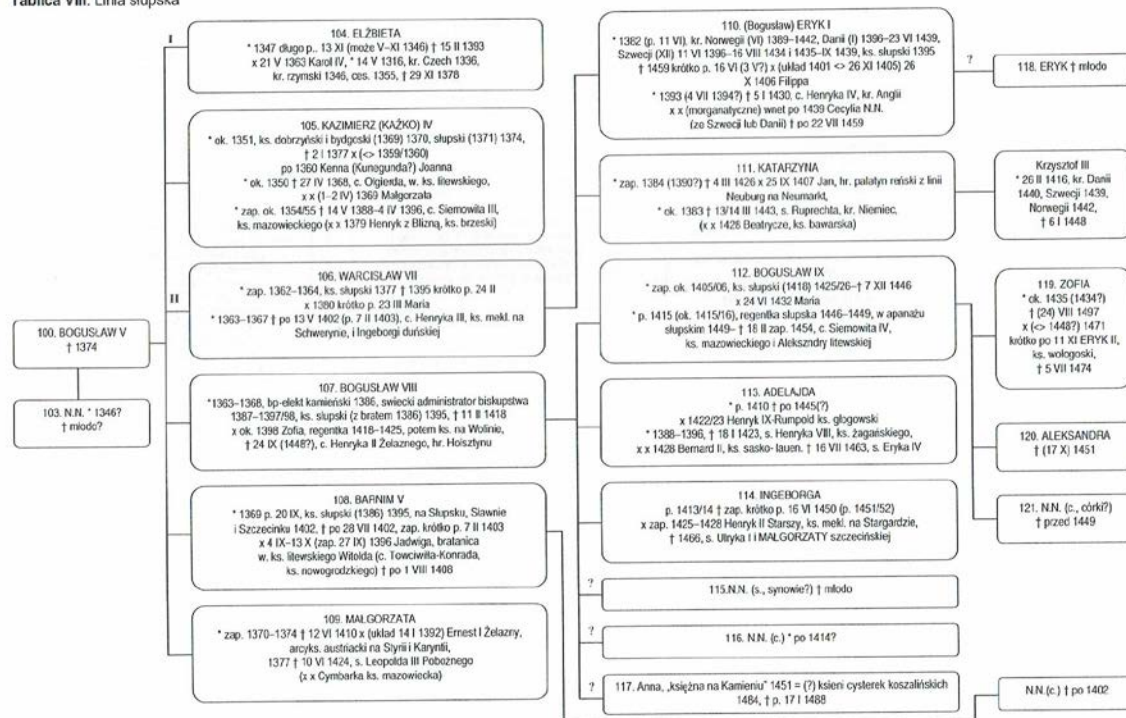 Tablica VIII. Linia słupska
I
104. ELŻBIETA
* 1347 długo p.. 13 XI (może V–XI 1346) † 15 II 1393
x 21 V 1363 Karol IV, * 14 V 1316, kr. Czech 1336,
kr. rzymski 1346, ces. 1355, † 29 XI 1378
105. KAZIMIERZ (KAŹKO) IV
* ok. 1351, ks. dobrzyński i bydgoski (1369) 1370, słupski (1371) 1374,
† 2 I 1377 x (<> 1359/1360)
po 1360 Kenna (Kunegunda?) Joanna
* ok. 1350 † 27 IV 1368, c. Olgierda, w. ks. litewskiego,
x x (1–2 IV) 1369 Małgorzata
* zap. ok. 1354/55 † 14 V 1388–4 IV 1396, c. Siemowita III,
ks. mazowieckiego (x x 1379 Henryk z Blizną, ks. brzeski)
II
106. WARCISŁAW VII
* zap. 1362–1364, ks. słupski 1377 † 1395 krótko p. 24 II
x 1380 krótko p. 23 III Maria
* 1363–1367 † po 13 V 1402 (p. 7 II 1403), c. Henryka III, ks. mekl. na
Schwerynie, i Ingeborgi duńskiej
100. BOGUSŁAW V
† 1374
103. N.N. * 1346?
† młodo?
107. BOGUSŁAW VIII
*1363–1368, bp-elekt kamieński 1386, swiecki administrator biskupstwa
1387–1397/98, ks. słupski (z bratem 1386) 1395, † 11 II 1418
x ok. 1398 Zofia, regentka 1418–1425, potem ks. na Wolinie,
† 24 IX (1448?), c. Henryka II Żelaznego, hr. Holsztynu
108. BARNIM V
* 1369 p. 20 IX, ks. słupski (1386) 1395, na Słupsku, Sławnie
i Szczecinku 1402, † po 28 VII 1402, zap. krótko p. 7 II 1403
x 4 IX–13 X (zap. 27 IX) 1396 Jadwiga, bratanica
w. ks. litewskiego Witolda (c. Towciwiła-Konrada,
ks. nowogrodzkiego) † po 1 VIII 1408
109. MAŁGORZATA
* zap. 1370–1374 † 12 VI 1410 x (układ 14 I 1392) Ernest I Żelazny,
arcyks. austriacki na Styrii i Karyntii,
1377 † 10 VI 1424, s. Leopolda III Pobożnego
(x x Cymbarka ks. mazowiecka)
110. (Bogusław) ERYK I
* 1382 (p. 11 VI), kr. Norwegii (VI) 1389–1442, Danii (I) 1396–23 VI 1439,
Szwecji (XII) 11 VI 1396–16 VIII 1434 i 1435–IX 1439, ks. słupski 1395
† 1459 krótko p. 16 VI (3 V?) x (układ 1401 <> 26 XI 1405) 26
X 1406 Filippa
* 1393 (4 VII 1394?) † 5 I 1430, c. Henryka IV, kr. Anglii
x x (morganatyczne) wnet po 1439 Cecylia N.N.
(ze Szwecji lub Danii) † po 22 VII 1459
?
118. ERYK † młodo
111. KATARZYNA
* zap. 1384 (1390?) † 4 III 1426 x 25 IX 1407 Jan, hr. palatyn reński z linii
Neuburg na Neumarkt,
* ok. 1383 † 13/14 III 1443, s. Ruprechta, kr. Niemiec,
(x x 1428 Beatrycze, ks. bawarska)
Krzysztof III
* 26 II 1416, kr. Danii
1440, Szwecji 1439,
Norwegii 1442,
† 6 I 1448
112. BOGUSŁAW IX
* zap. ok. 1405/06, ks. słupski (1418) 1425/26–† 7 XII 1446
x 24 VI 1432 Maria
* p. 1415 (ok. 1415/16), regentka słupska 1446–1449, w apanażu
słupskim 1449– † 18 II zap. 1454, c. Siemowita IV,
ks. mazowieckiego i Aleksandry litewskiej
119. ZOFIA
* ok. 1435 (1434?)
† (24) VIII 1497
x (<> 1448?) 1471
krótko po 11 XI ERYK II,
ks. wołogoski,
† 5 VII 1474
113. ADELAJDA
* p. 1410 † po 1445(?)
x 1422/23 Henryk IX-Rumpold ks. głogowski
* 1388–1396, † 18 I 1423, s. Henryka VIII, ks. żagańskiego,
x x 1428 Bernard II, ks. sasko-lauen. † 16 VII 1463, s. Eryka IV
120. ALEKSANDRA
† (17 X) 1451
114. INGEBORGA
p. 1413/14 † zap. krótko p. 16 VI 1450 (p. 1451/52)
x zap. 1425–1428 Henryk II Starszy, ks. mekl. na Stargardzie,
† 1466, s. Ulryka I i MAŁGORZATY szczecińskiej
121. N.N. (c., córki?)
† przed 1449
?
115.N.N. (s., synowie?) † młodo
?
116. N.N. (c.) * po 1414?
?
117. Anna, „księżna na Kamieniu" 1451 = (?) ksieni cysterek koszalińskich
1484, † p. 17 I 1488
N.N.(c.) † po 1402